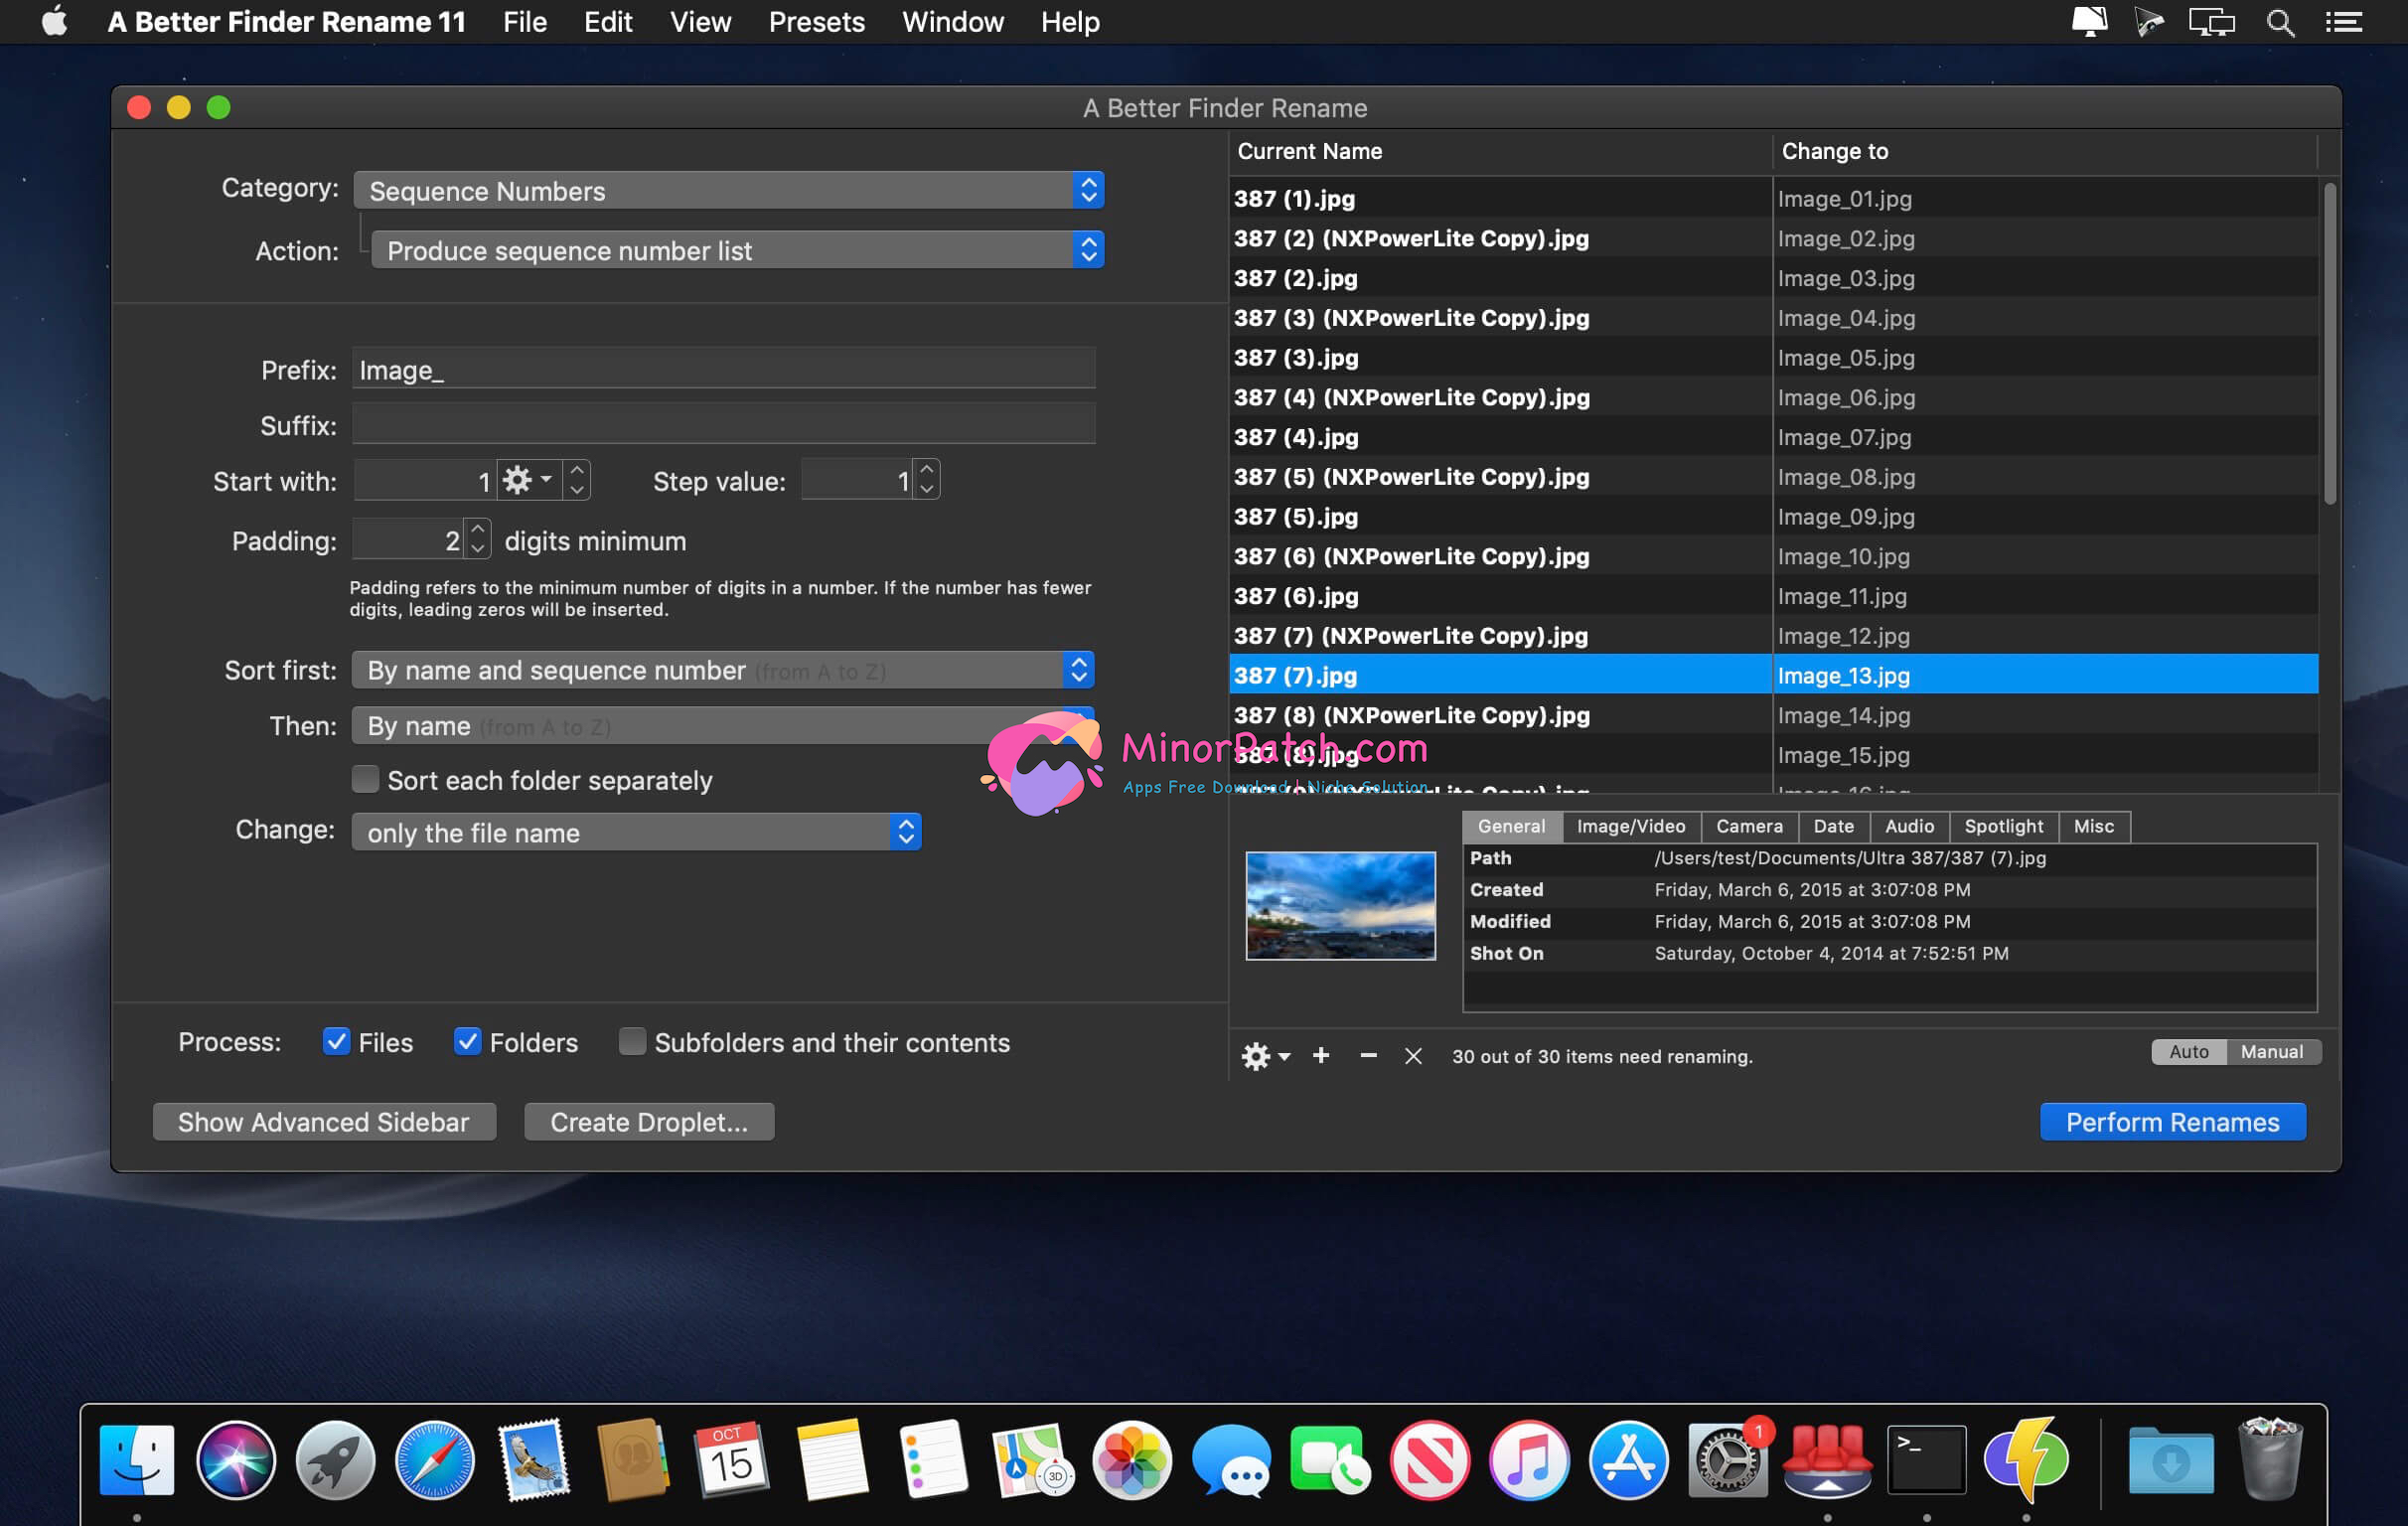 A Better Finder Rename 11 File Edit View Presets Window Help
A Better Finder Rename
Category: Sequence Numbers
Action: Produce sequence number list
Prefix: Image_
Suffix:
Start with: 1 Step value: 1
Padding: 2 digits minimum
Padding refers to the minimum number of digits in a number. If the number has fewer
digits, leading zeros will be inserted.
Sort first: By name and sequence number (from A to Z)
Then: By name (from A to Z)
Sort each folder separately
Change: only the file name
Process: Files Folders Subfolders and their contents
Show Advanced Sidebar Create Droplet...
Current Name Change to
387 (1).jpg Image_01.jpg
387 (2) (NXPowerLite Copy).jpg Image_02.jpg
387 (2).jpg Image_03.jpg
387 (3) (NXPowerLite Copy).jpg Image_04.jpg
387 (3).jpg Image_05.jpg
387 (4) (NXPowerLite Copy).jpg Image_06.jpg
387 (4).jpg Image_07.jpg
387 (5) (NXPowerLite Copy).jpg Image_08.jpg
387 (5).jpg Image_09.jpg
387 (6) (NXPowerLite Copy).jpg Image_10.jpg
387 (6).jpg Image_11.jpg
387 (7) (NXPowerLite Copy).jpg Image_12.jpg
387 (7).jpg Image_13.jpg
387 (8) (NXPowerLite Copy).jpg Image_14.jpg
387 (8).jpg Image_15.jpg
MinorPatch.com
Apps Free Download | Niche Solution
General Image/Video Camera Date Audio Spotlight Misc
Path /Users/test/Documents/Ultra 387/387 (7).jpg
Created Friday, March 6, 2015 at 3:07:08 PM
Modified Friday, March 6, 2015 at 3:07:08 PM
Shot On Saturday, October 4, 2014 at 7:52:51 PM
30 out of 30 items need renaming.
Auto Manual
Perform Renames
OCT
15
3D
1
>_